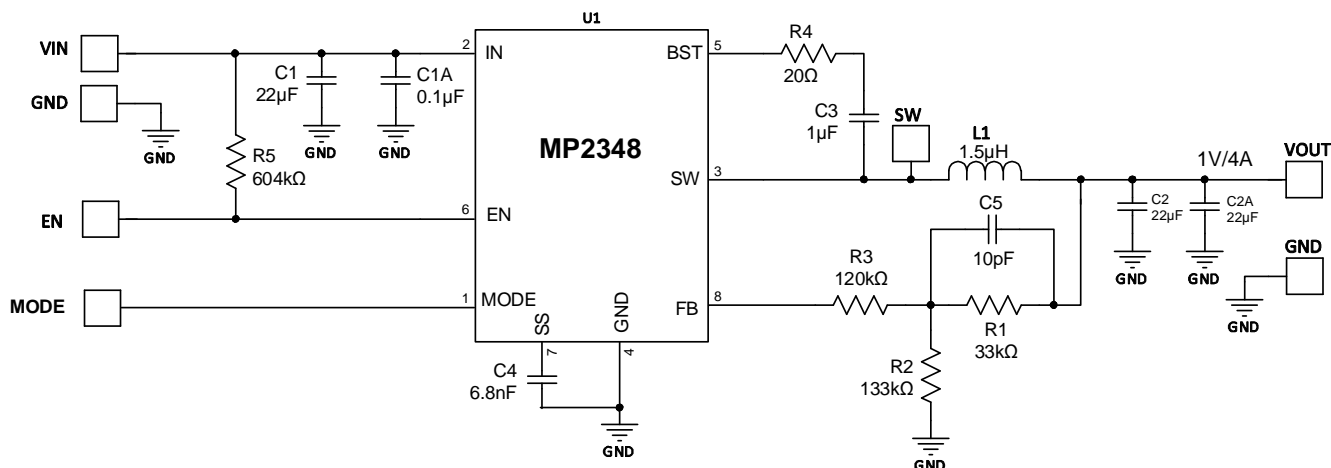 U1
VIN
2
IN
BST
5
R4
20Ω
C1
22µF
C1A
0.1µF
GND
GND
GND
GND
C3
1µF
SW
L1
1.5µH
MP2348
R5
604kΩ
SW
3
1V/4A
VOUT
EN
6
EN
C5
10pF
C2
22µF
C2A
22µF
GND
GND
GND
GND
R3
120kΩ
MODE
1
MODE
FB
8
R1
33kΩ
SS
GND
7
4
C4
6.8nF
R2
133kΩ
GND
GND